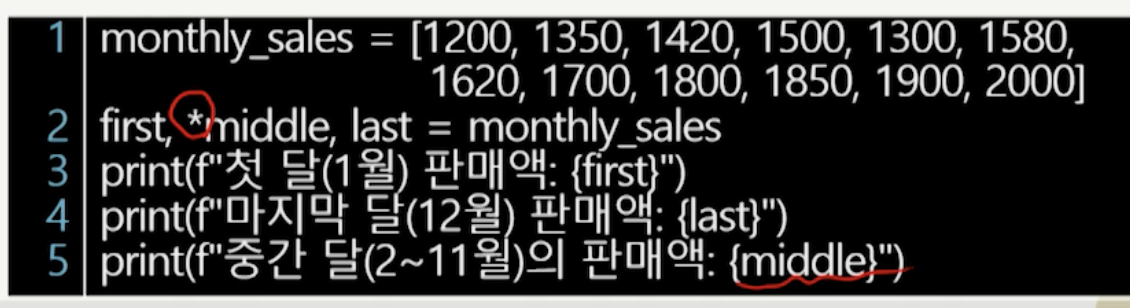 1 monthly_sales = [1200, 1350, 1420, 1500, 1300, 1580,
1620, 1700, 1800, 1850, 1900, 2000]
2 first, *middle, last = monthly_sales
3 print(f"첫 달(1월) 판매액: {first}")
4 print(f"마지막 달(12월) 판매액: {last}")
5 print(f"중간 달(2~11월)의 판매액: {middle}")